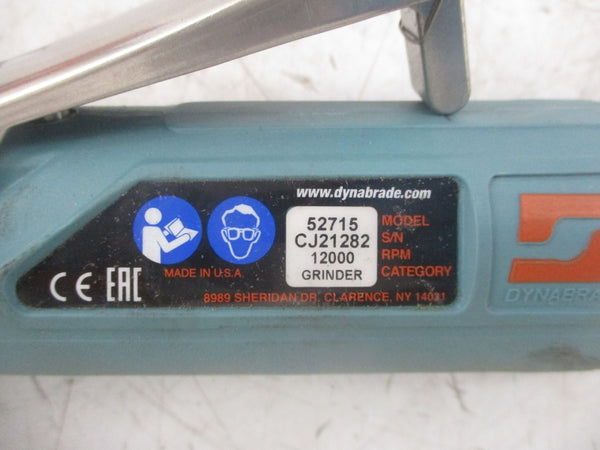 www.dynabrade.com
52715 MODEL
CJ21282 S/N
12000 RPM
GRINDER CATEGORY
MADE IN U.S.A.
CE EAC
8989 SHERIDAN DR. CLARENCE, NY 14031
DYNABRA